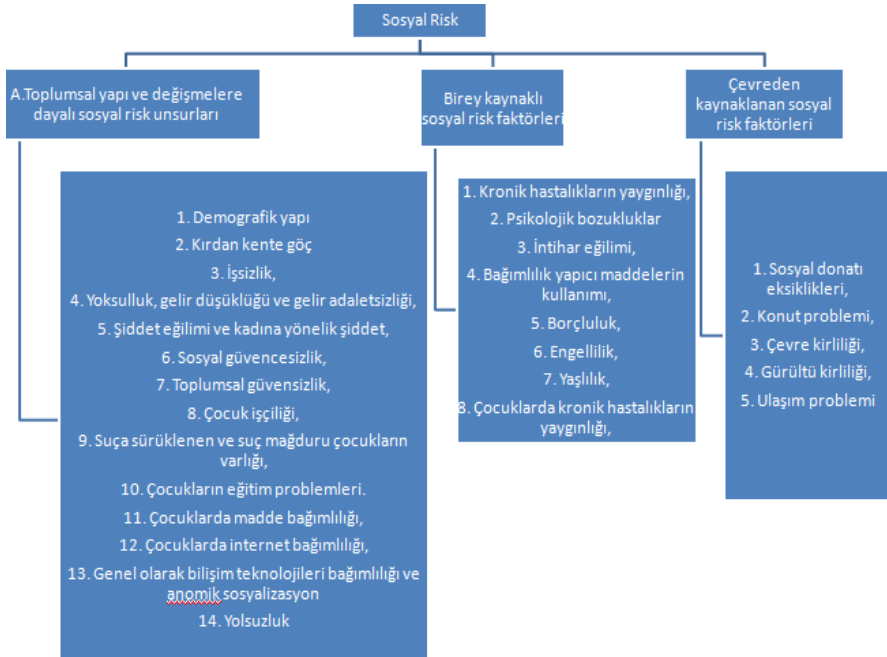 Sosyal Risk
A.Toplumsal yapı ve değişmelere
dayalı sosyal risk unsurları
1. Demografik yapı
2. Kırdan kente göç
3. İşsizlik,
4. Yoksulluk, gelir düşüklüğü ve gelir adaletsizliği,
5. Şiddet eğilimi ve kadına yönelik şiddet,
6. Sosyal güvencesizlik,
7. Toplumsal güvensizlik,
8. Çocuk işçiliği,
9. Suça sürüklenen ve suç mağduru çocukların
varlığı,
10. Çocukların eğitim problemleri.
11. Çocuklarda madde bağımlılığı,
12. Çocuklarda internet bağımlılığı,
13. Genel olarak bilişim teknolojileri bağımlılığı ve
anomik sosyalizasyon
14. Yolsuzluk
Birey kaynaklı
sosyal risk faktörleri
1. Kronik hastalıkların yaygınlığı,
2. Psikolojik bozukluklar
3. İntihar eğilimi,
4. Bağımlılık yapıcı maddelerin
kullanımı,
5. Borçluluk,
6. Engellilik,
7. Yaşlılık,
8. Çocuklarda kronik hastalıkların
yaygınlığı,
Çevreden
kaynaklanan sosyal
risk faktörleri
1. Sosyal donatı
eksiklikleri,
2. Konut problemi,
3. Çevre kirliliği,
4. Gürültü kirliliği,
5. Ulaşım problemi